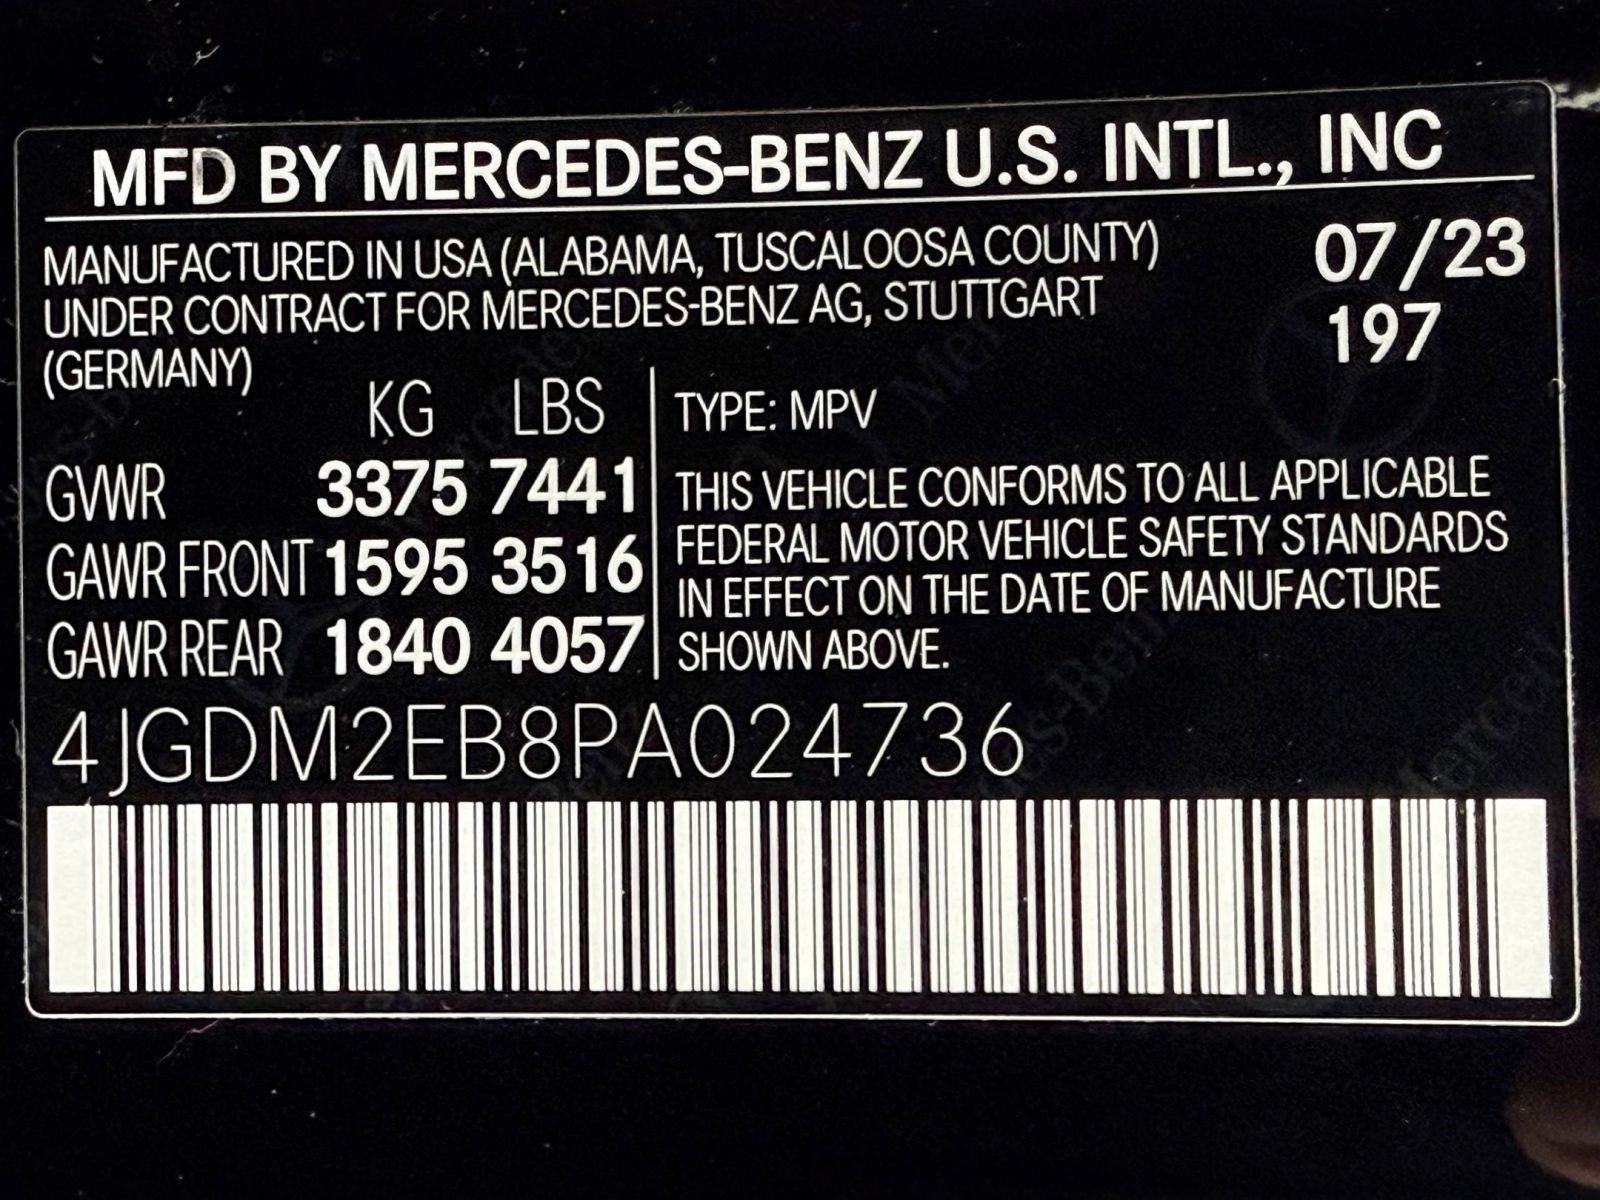 MFD BY MERCEDES-BENZ U.S. INTL., INC
MANUFACTURED IN USA (ALABAMA, TUSCALOOSA COUNTY)
UNDER CONTRACT FOR MERCEDES-BENZ AG, STUTTGART
(GERMANY)
07/23
197
KG LBS
GVWR 3375 7441
GAWR FRONT 1595 3516
GAWR REAR 1840 4057
TYPE: MPV
THIS VEHICLE CONFORMS TO ALL APPLICABLE
FEDERAL MOTOR VEHICLE SAFETY STANDARDS
IN EFFECT ON THE DATE OF MANUFACTURE
SHOWN ABOVE.
4JGDM2EB8PA024736